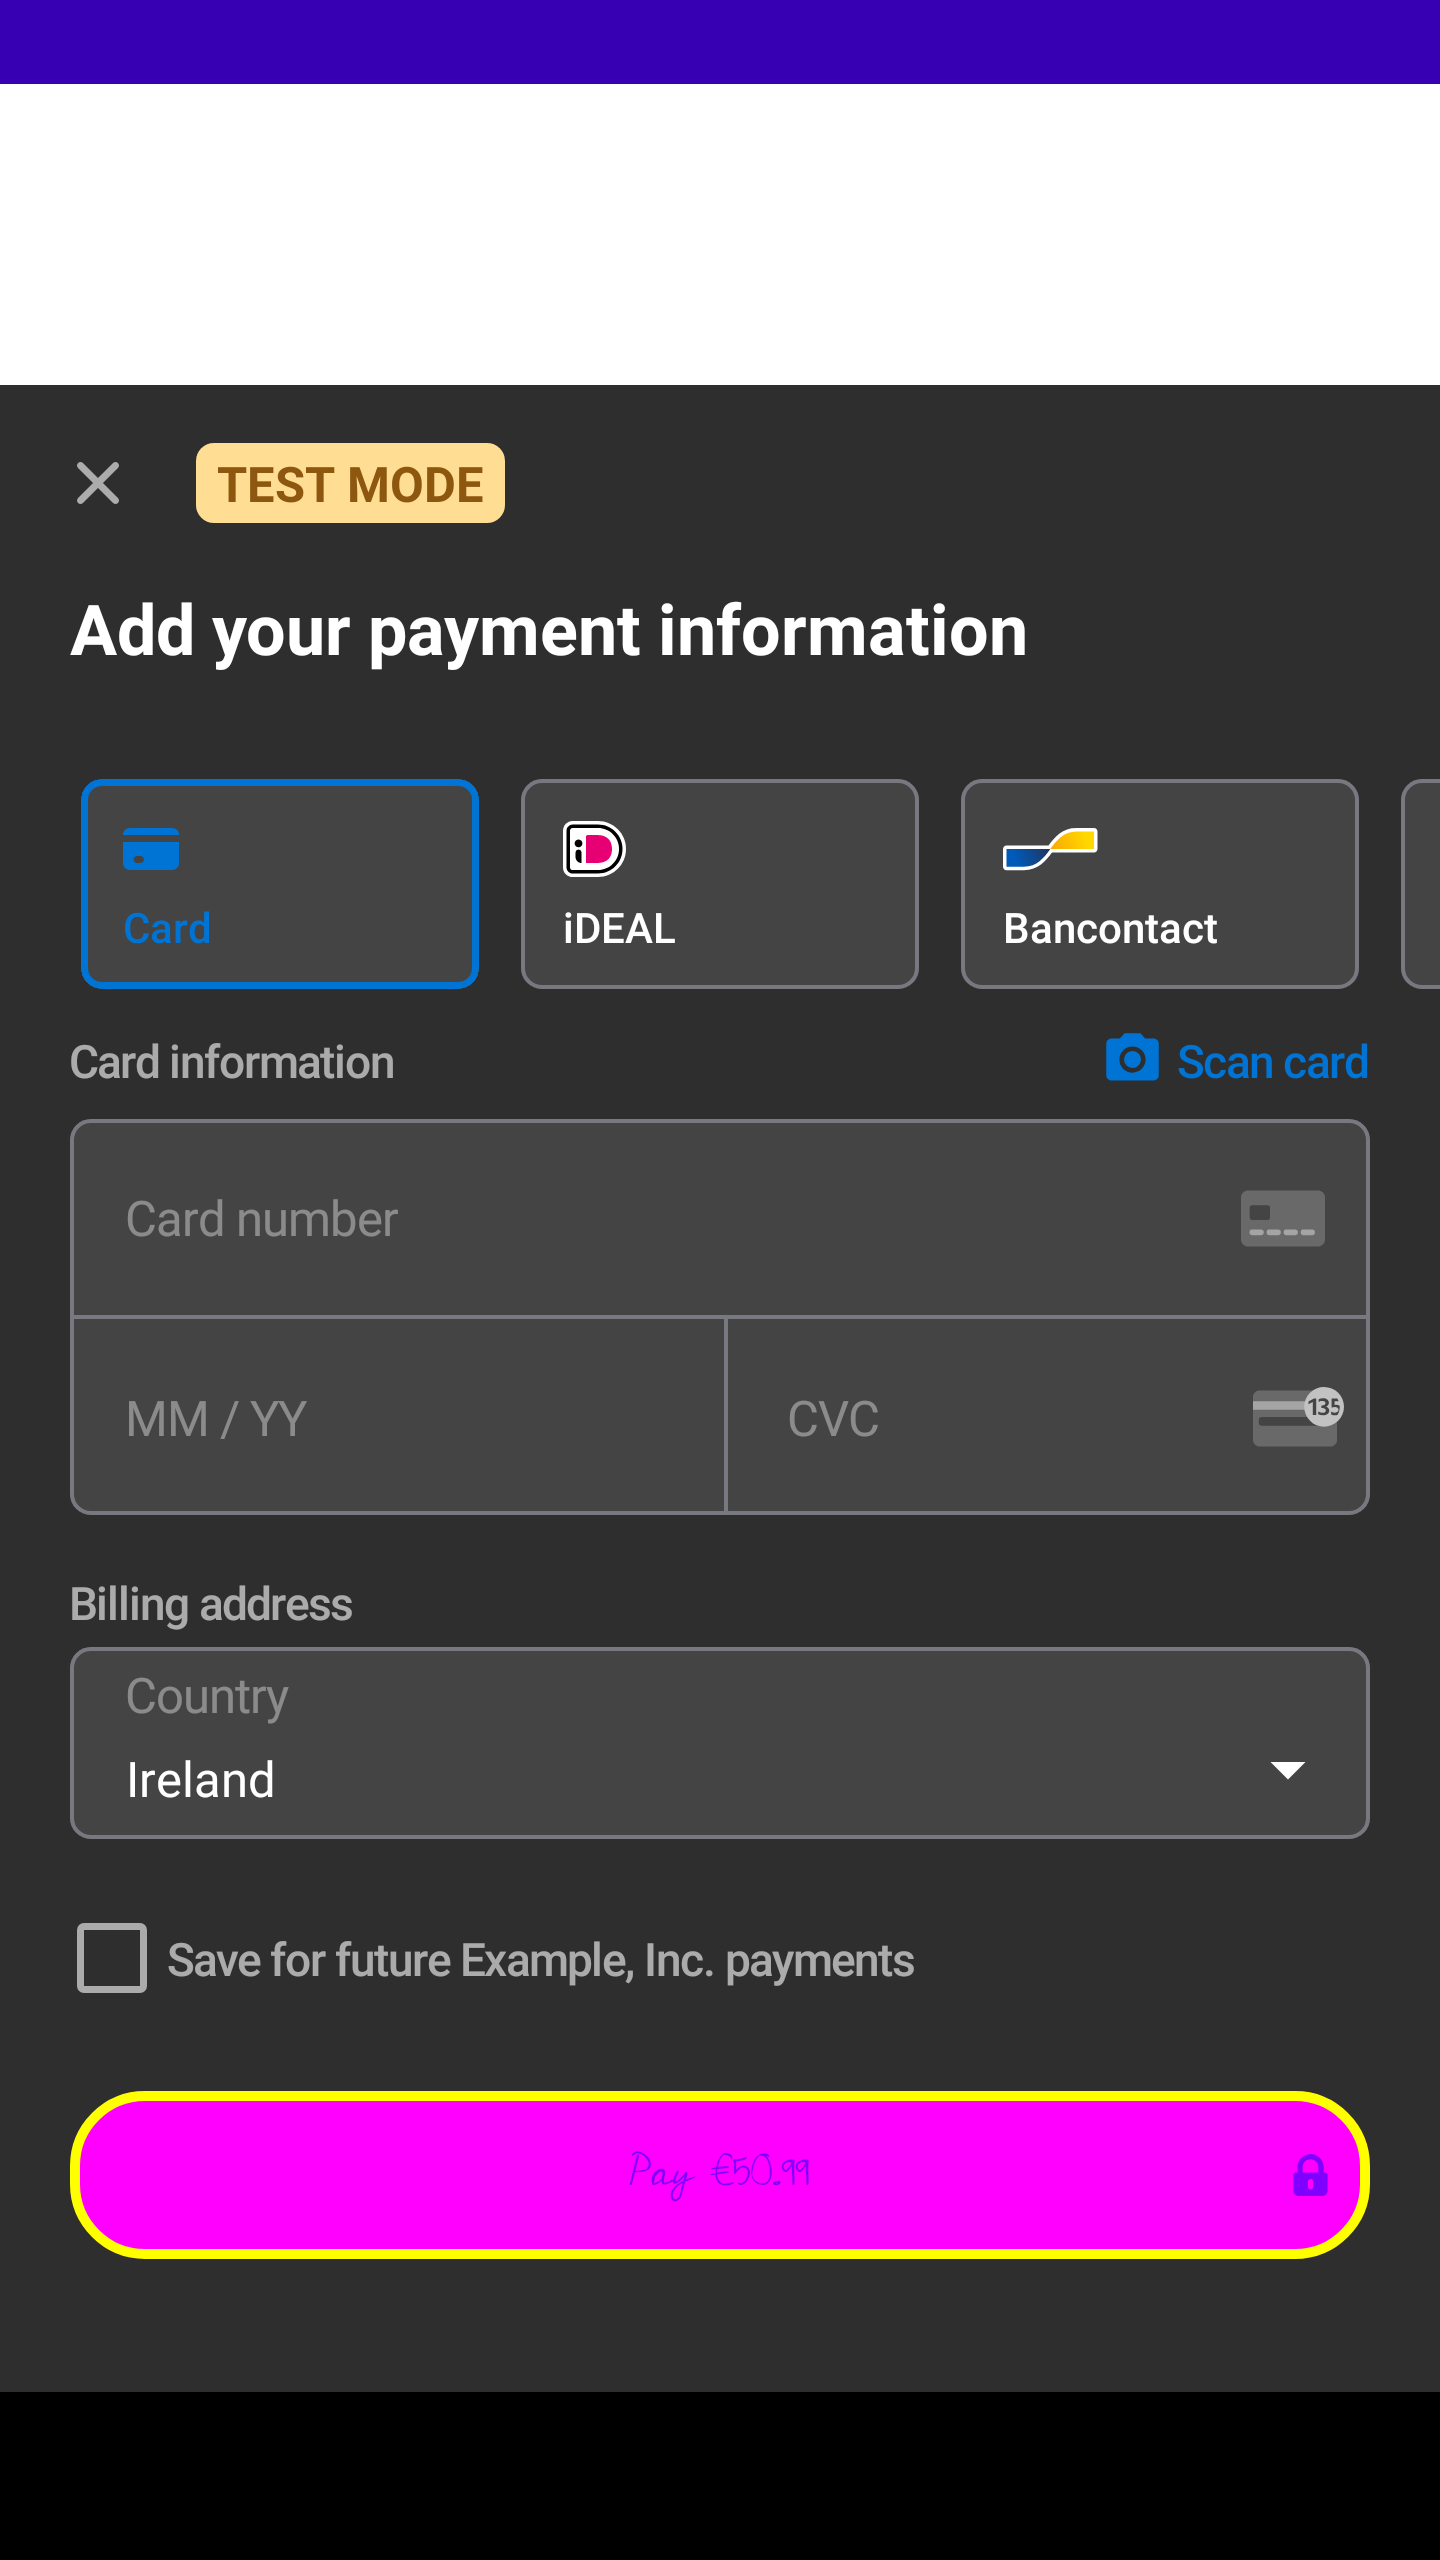 TEST MODE
Add your payment information
Card
iDEAL
Bancontact
Card information
Scan card
Card number
MM / YY
CVC
135
Billing address
Country
Ireland
Save for future Example, Inc. payments
Pay €50.99